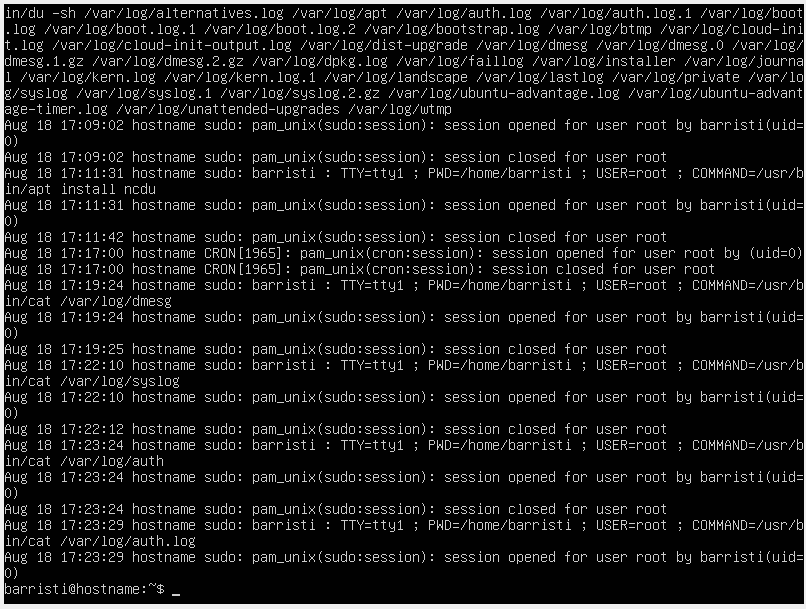 in/du -sh /var/log/alternatives.log /var/log/apt /var/log/auth.log /var/log/auth.log.1 /var/log/boot
.log /var/log/boot.log.1 /var/log/boot.log.2 /var/log/bootstrap.log /var/log/btmp /var/log/cloud-ini
t.log /var/log/cloud-init-output.log /var/log/dist-upgrade /var/log/dmesg /var/log/dmesg.0 /var/log/
dmesg.1.gz /var/log/dmesg.2.gz /var/log/dpkg.log /var/log/faillog /var/log/installer /var/log/journa
l /var/log/kern.log /var/log/kern.log.1 /var/log/landscape /var/log/lastlog /var/log/private /var/lo
g/syslog /var/log/syslog.1 /var/log/syslog.2.gz /var/log/ubuntu-advantage.log /var/log/ubuntu-advant
age-timer.log /var/log/unattended-upgrades /var/log/wtmp
Aug 18 17:09:02 hostname sudo: pam_unix(sudo:session): session opened for user root by barristi(uid=
0)
Aug 18 17:09:02 hostname sudo: pam_unix(sudo:session): session closed for user root
Aug 18 17:11:31 hostname sudo: barristi : TTY=tty1 ; PWD=/home/barristi ; USER=root ; COMMAND=/usr/b
in/apt install ncdu
Aug 18 17:11:31 hostname sudo: pam_unix(sudo:session): session opened for user root by barristi(uid=
0)
Aug 18 17:11:42 hostname sudo: pam_unix(sudo:session): session closed for user root
Aug 18 17:17:00 hostname CRON[1965]: pam_unix(cron:session): session opened for user root by (uid=0)
Aug 18 17:17:00 hostname CRON[1965]: pam_unix(cron:session): session closed for user root
Aug 18 17:19:24 hostname sudo: barristi : TTY=tty1 ; PWD=/home/barristi ; USER=root ; COMMAND=/usr/b
in/cat /var/log/dmesg
Aug 18 17:19:24 hostname sudo: pam_unix(sudo:session): session opened for user root by barristi(uid=
0)
Aug 18 17:19:25 hostname sudo: pam_unix(sudo:session): session closed for user root
Aug 18 17:22:10 hostname sudo: barristi : TTY=tty1 ; PWD=/home/barristi ; USER=root ; COMMAND=/usr/b
in/cat /var/log/syslog
Aug 18 17:22:10 hostname sudo: pam_unix(sudo:session): session opened for user root by barristi(uid=
0)
Aug 18 17:22:12 hostname sudo: pam_unix(sudo:session): session closed for user root
Aug 18 17:23:24 hostname sudo: barristi : TTY=tty1 ; PWD=/home/barristi ; USER=root ; COMMAND=/usr/b
in/cat /var/log/auth
Aug 18 17:23:24 hostname sudo: pam_unix(sudo:session): session opened for user root by barristi(uid=
0)
Aug 18 17:23:24 hostname sudo: pam_unix(sudo:session): session closed for user root
Aug 18 17:23:29 hostname sudo: barristi : TTY=tty1 ; PWD=/home/barristi ; USER=root ; COMMAND=/usr/b
in/cat /var/log/auth.log
Aug 18 17:23:29 hostname sudo: pam_unix(sudo:session): session opened for user root by barristi(uid=
0)
barristi@hostname:~$ _